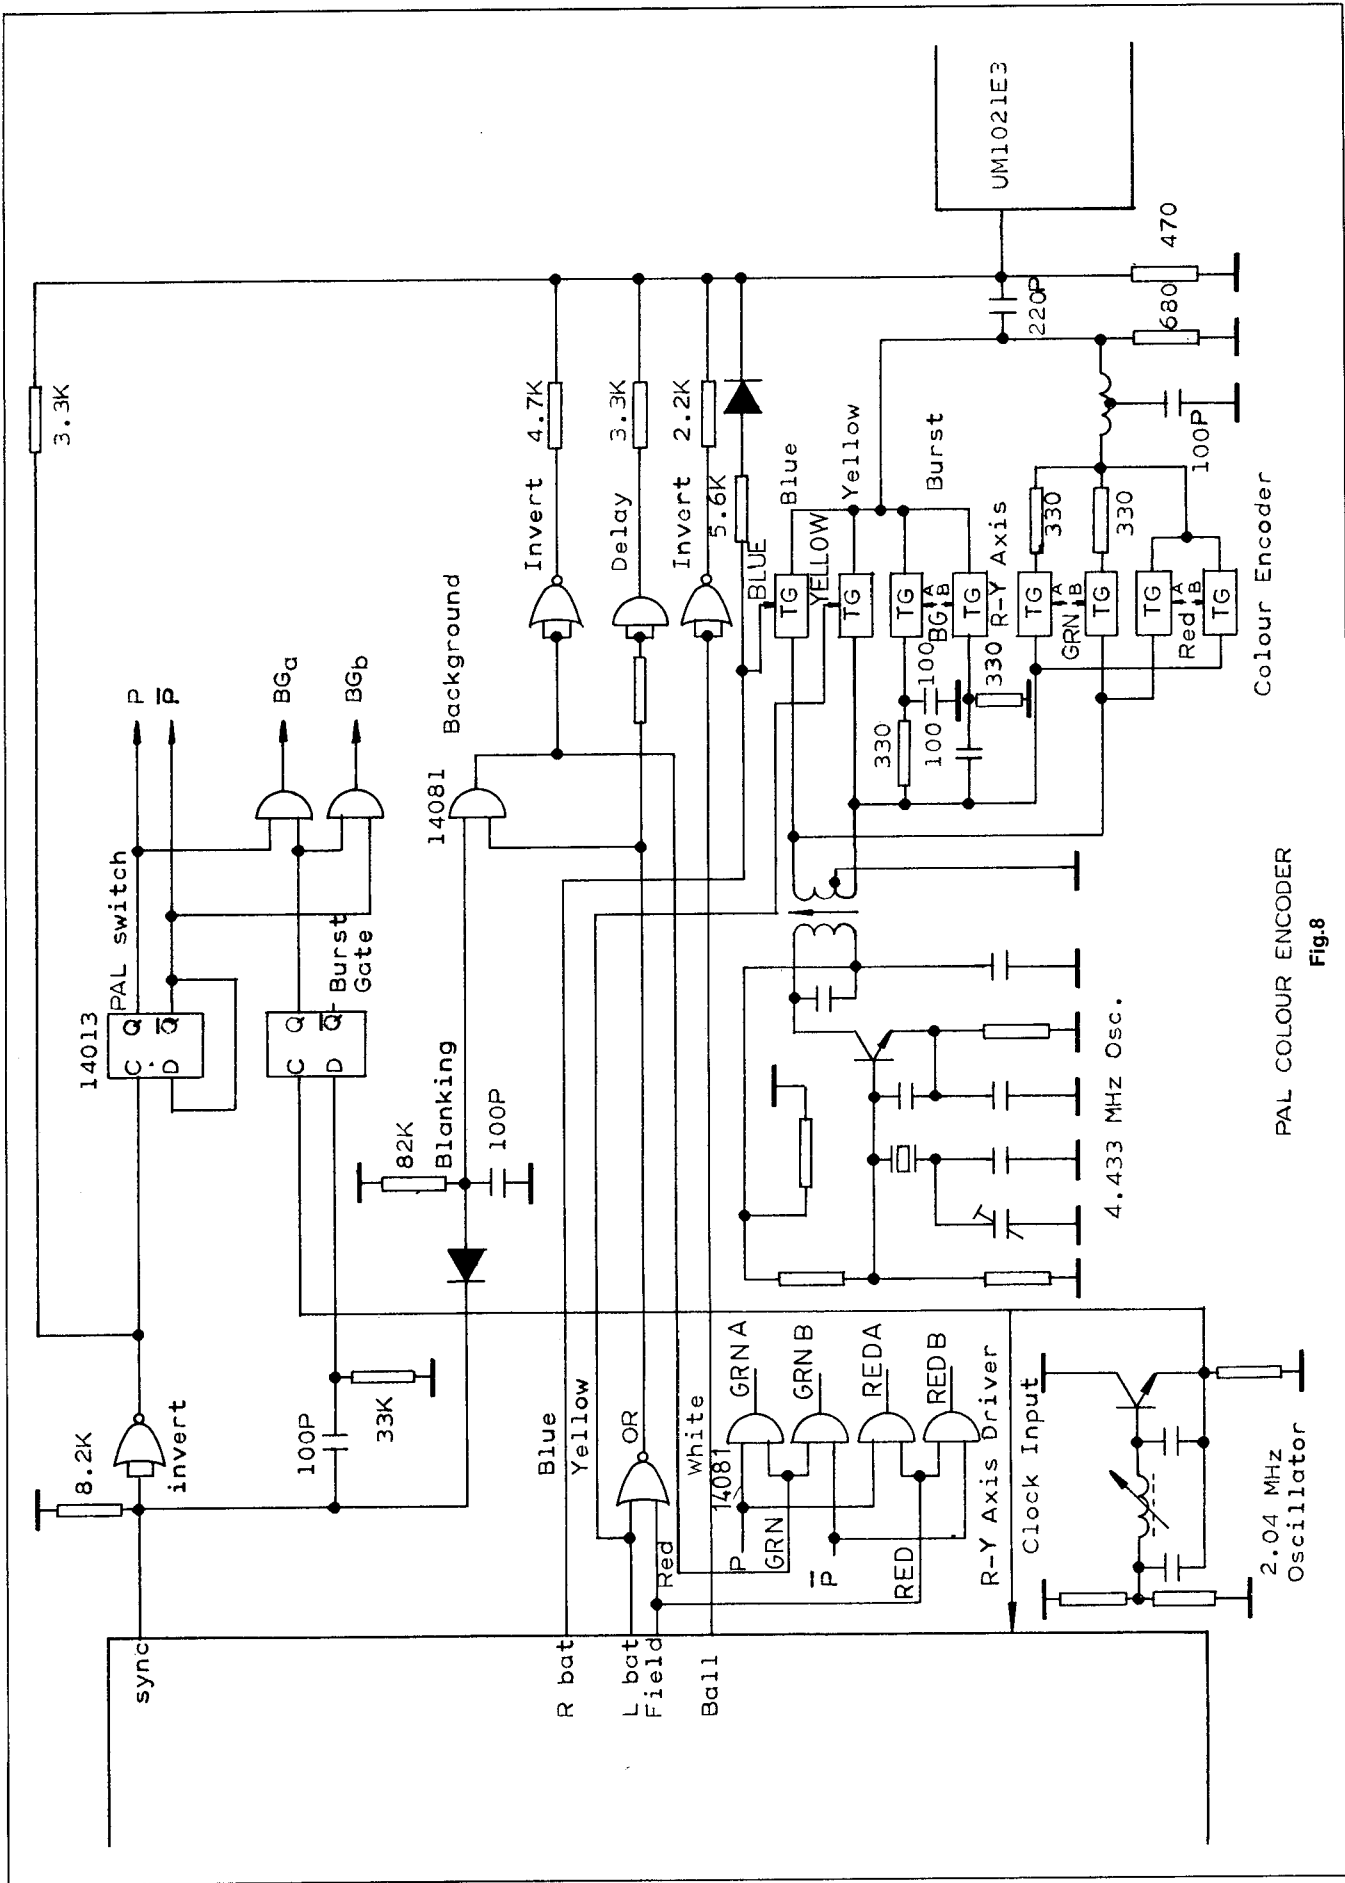 3.3K
P
P̅
BGa
BGb
14013
C
Q
PAL switch
D
Q̅
C
Q
D
Q̅
Burst
Gate
8.2K
invert
100P
33K
82K
Blanking
100P
14081
Background
Invert
4.7K
Delay
3.3K
Invert
2.2K
5.6K
sync
R bat
L bat
Field
Ball
Blue
Yellow
Red
OR
White
14081
P
GRN
P̅
RED
GRNA
GRNB
REDA
REDB
R-Y Axis Driver
Clock Input
2.04 MHz
Oscillator
4.433 MHz Osc.
BLUE
Blue
TG
YELLOW
Yellow
TG
Burst
TG
A
BG
B
TG
330
100
100
330
R-Y Axis
TG
A
GRN
B
TG
330
330
TG
A
Red
B
TG
100P
220P
680
470
UM1021E3
Colour Encoder
PAL COLOUR ENCODER
Fig.8